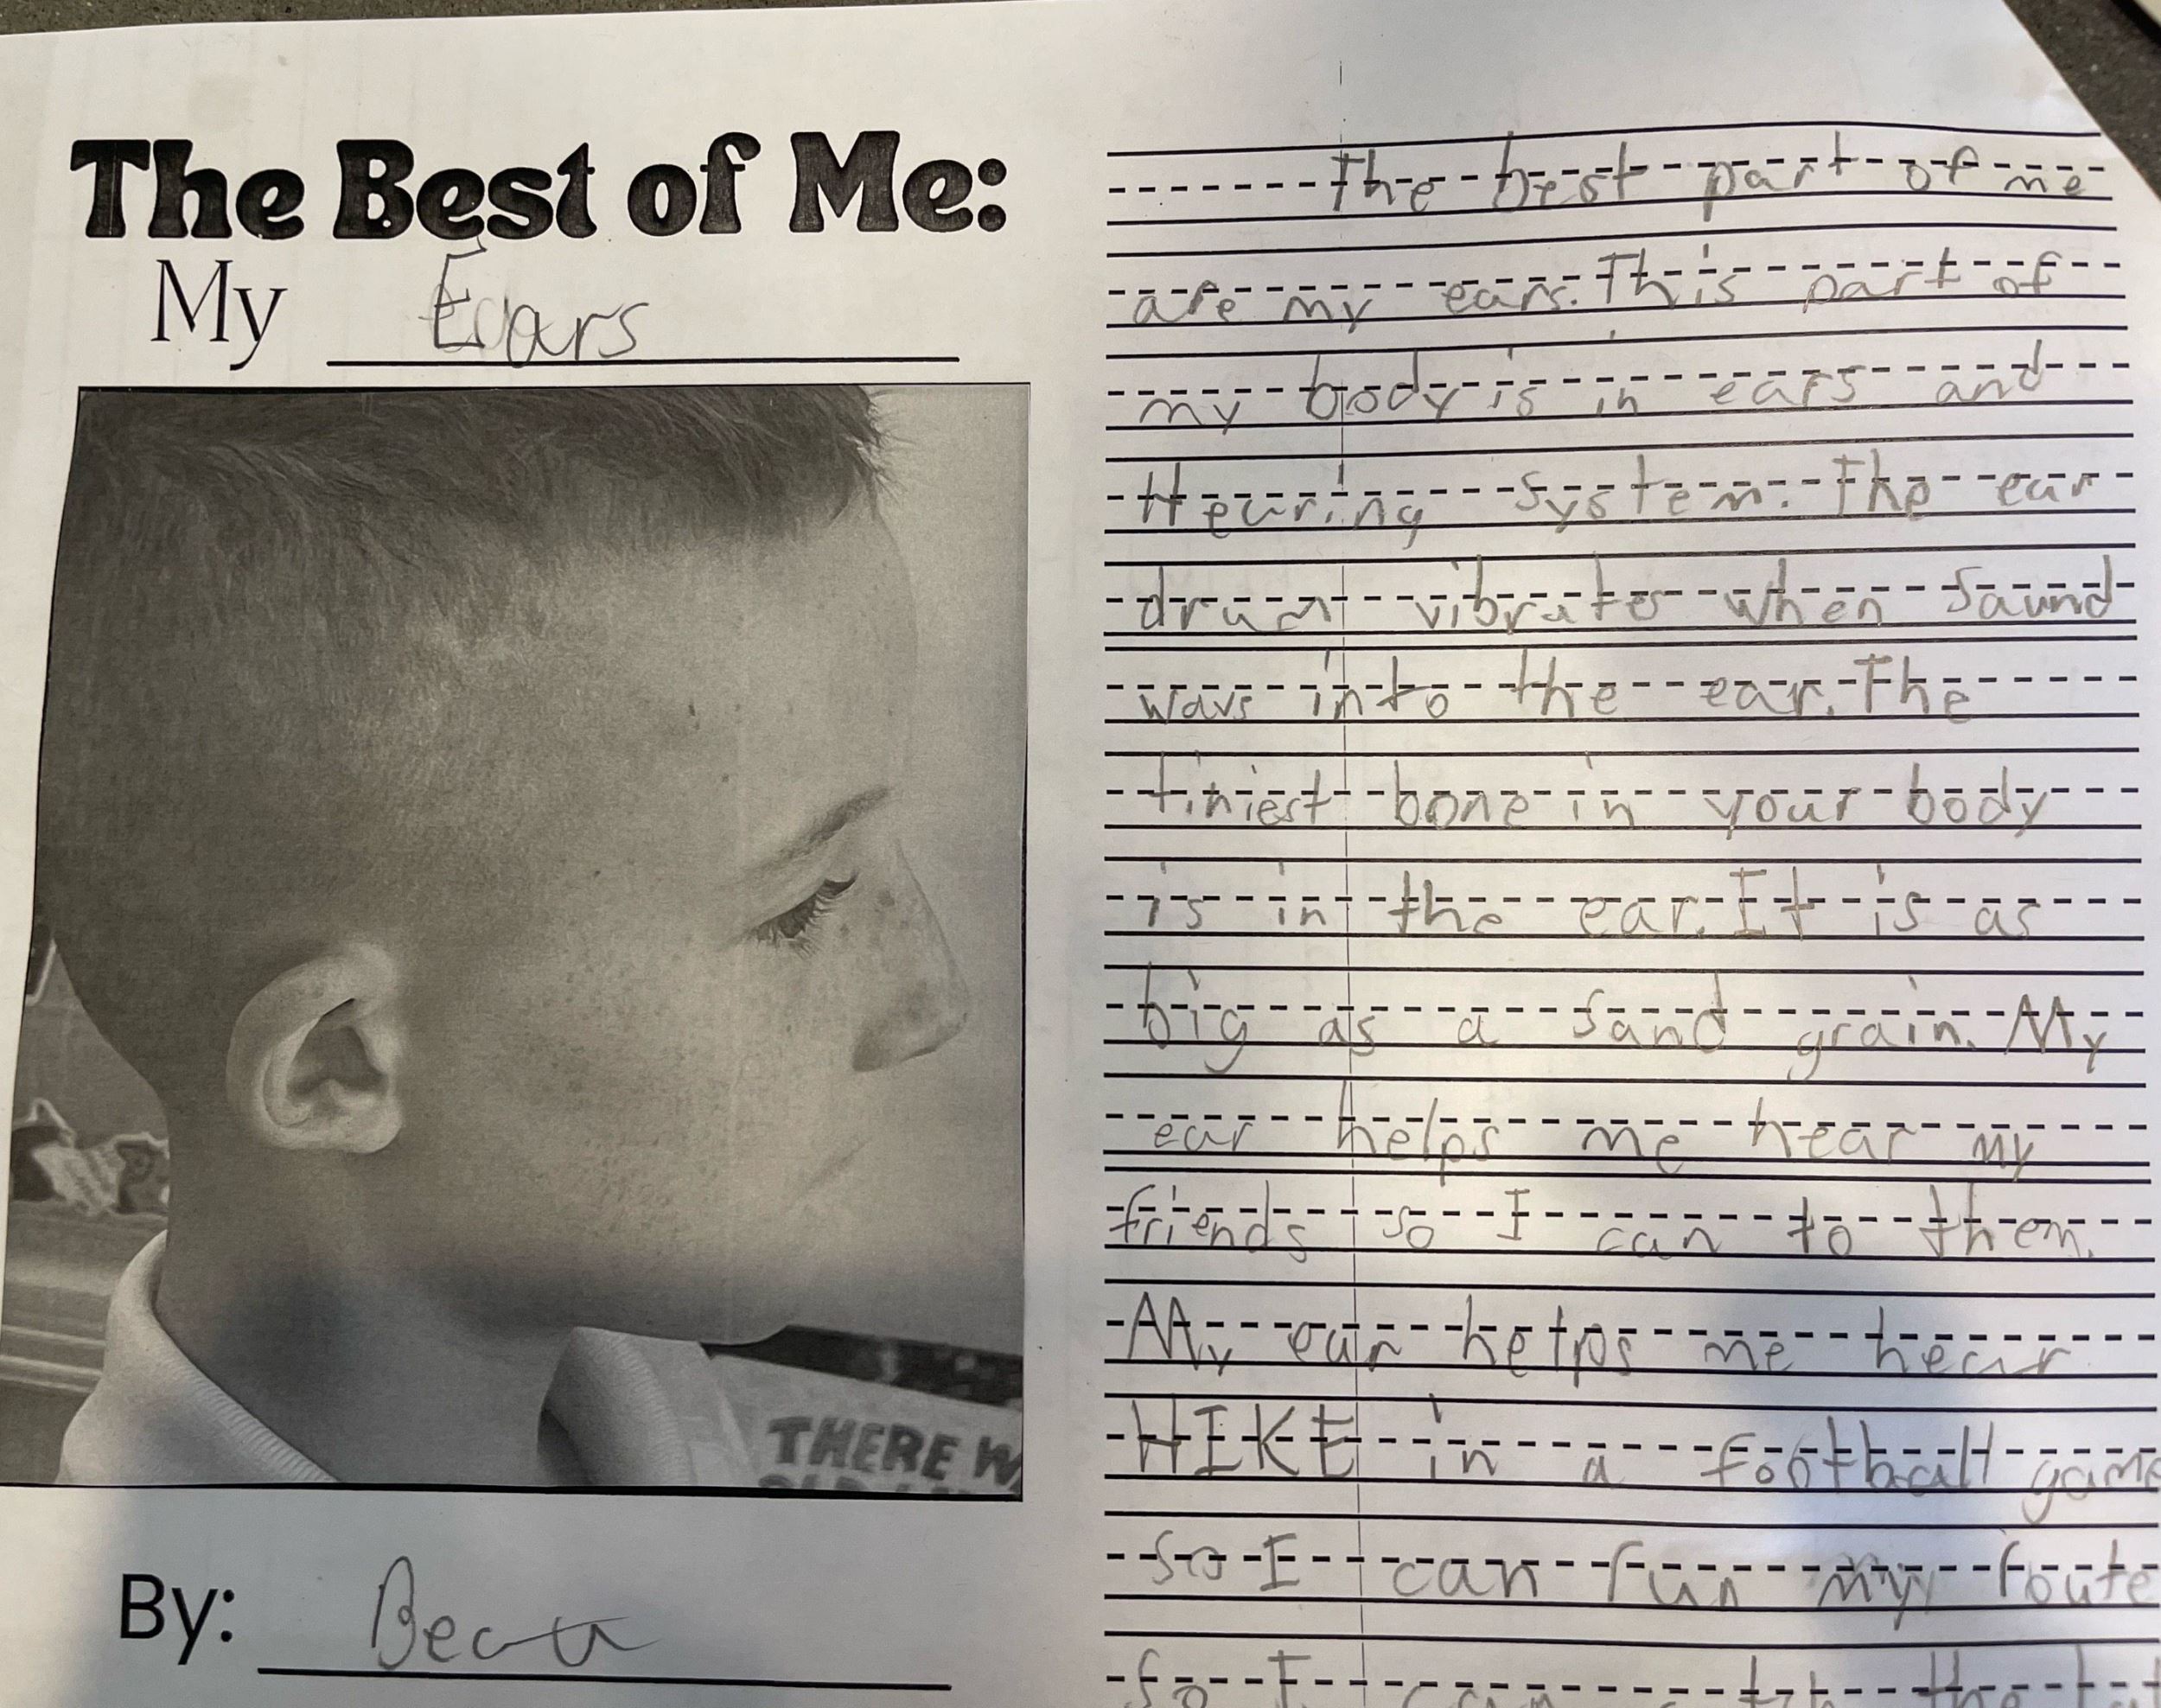 The Best of Me:
My Ears
THERE W
By: Beau
The best part of me
are my ears. This part of
my body is in ears and
Hearing system. The ear
drum vibrates when saund
wavs into the ear. The
tiniest bone in your body
is in the ear. It is as
big as a sand grain. My
ear helps me hear my
friends so I can to them.
My ear helps me hear
HIKE in a football game
so I can run my route
so I can